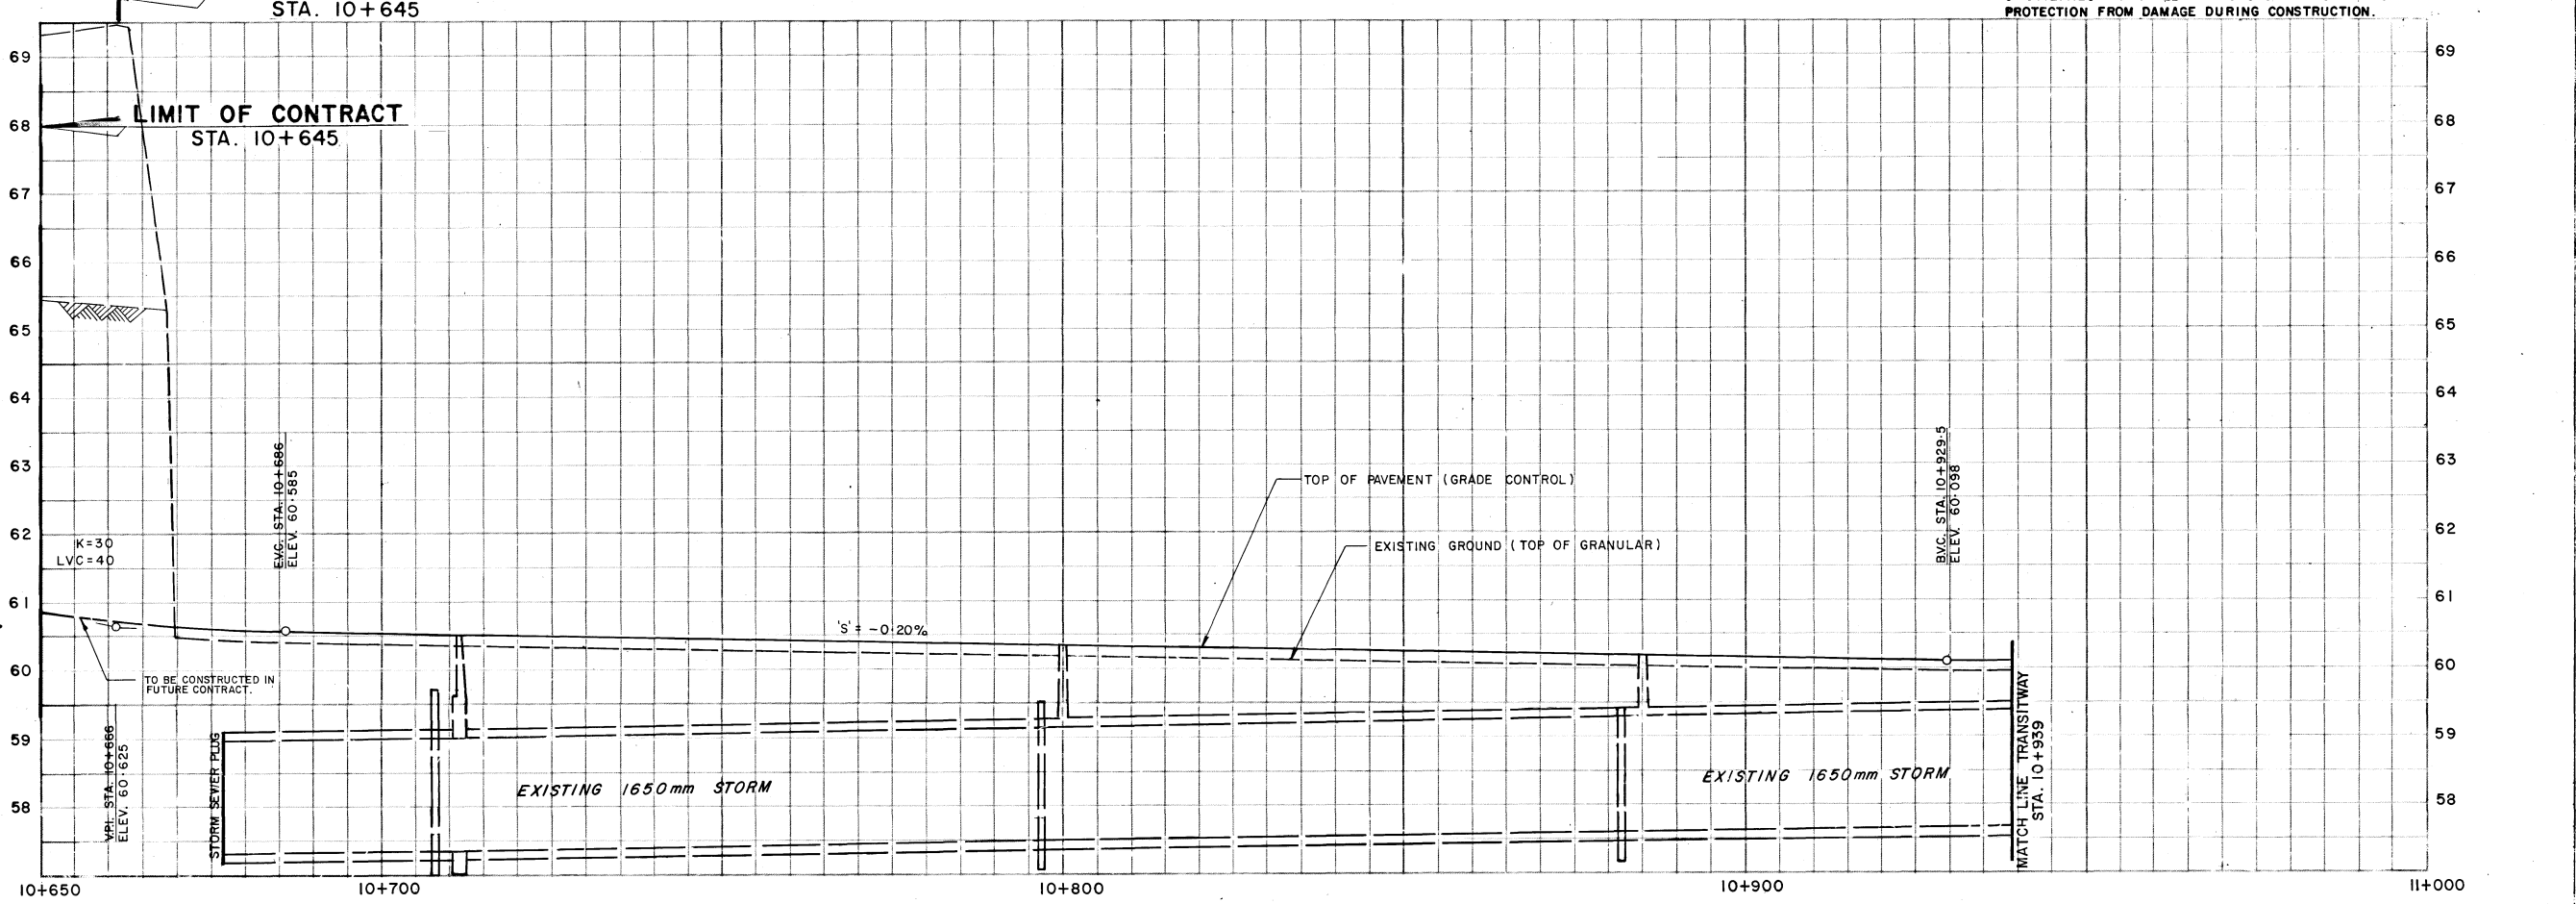 STA. 10+645
PROTECTION FROM DAMAGE DURING CONSTRUCTION.
69
69
LIMIT OF CONTRACT
STA. 10+645
68
68
67
67
66
66
65
65
64
64
E.V.C. STA. 10+686
ELEV. 60·585
B.V.C. STA. 10+929·5
ELEV. 60·098
63
63
TOP OF PAVEMENT (GRADE CONTROL)
62
62
K=30
LVC=40
EXISTING GROUND (TOP OF GRANULAR)
61
61
'S' = -0·20%
60
60
TO BE CONSTRUCTED IN
FUTURE CONTRACT.
V.P.I. STA. 10+666
ELEV. 60·625
STORM SEWER PLUG
MATCH LINE TRANSITWAY
STA. 10+939
59
59
EXISTING 1650mm STORM
EXISTING 1650mm STORM
58
58
10+650
10+700
10+800
10+900
11+000